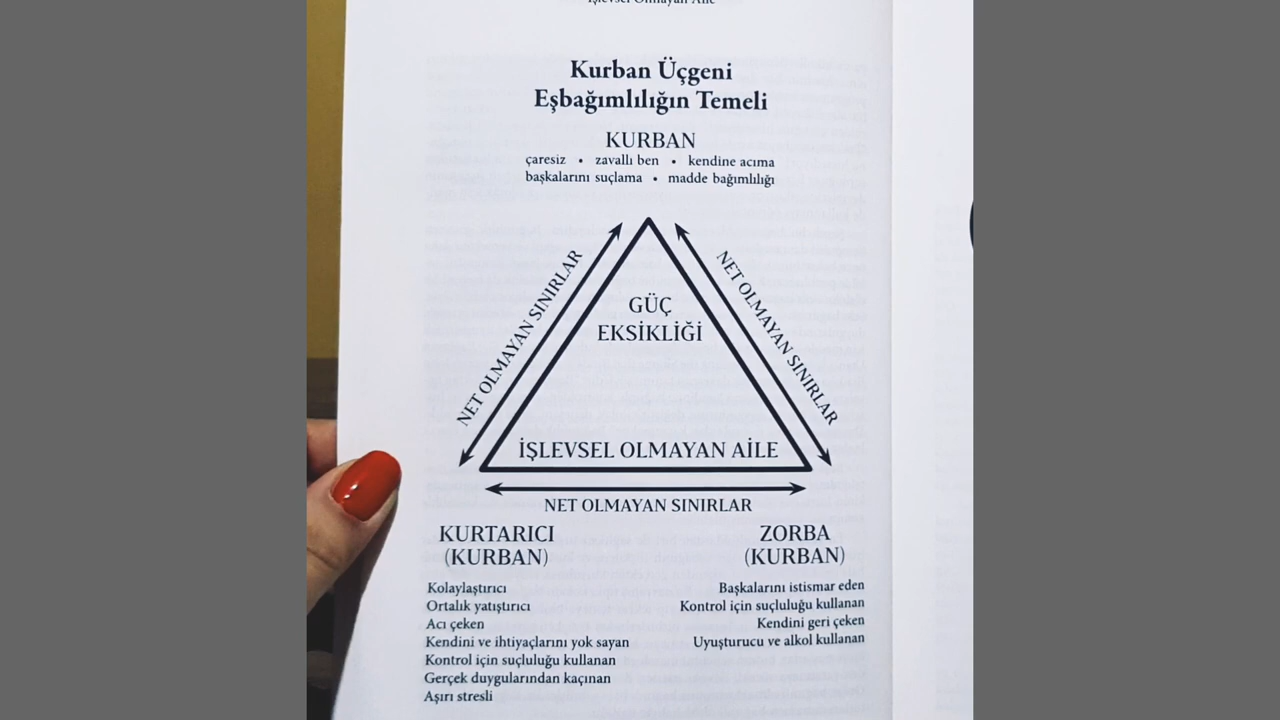 İşlevsel Olmayan Aile
Kurban Üçgeni
Eşbağımlılığın Temeli
KURBAN
çaresiz • zavallı ben • kendine acıma
başkalarını suçlama • madde bağımlılığı
NET OLMAYAN SINIRLAR
NET OLMAYAN SINIRLAR
GÜÇ
EKSİKLİĞİ
İŞLEVSEL OLMAYAN AİLE
NET OLMAYAN SINIRLAR
KURTARICI
(KURBAN)
Kolaylaştırıcı
Ortalık yatıştırıcı
Acı çeken
Kendini ve ihtiyaçlarını yok sayan
Kontrol için suçluluğu kullanan
Gerçek duygularından kaçınan
Aşırı stresli
ZORBA
(KURBAN)
Başkalarını istismar eden
Kontrol için suçluluğu kullanan
Kendini geri çeken
Uyuşturucu ve alkol kullanan